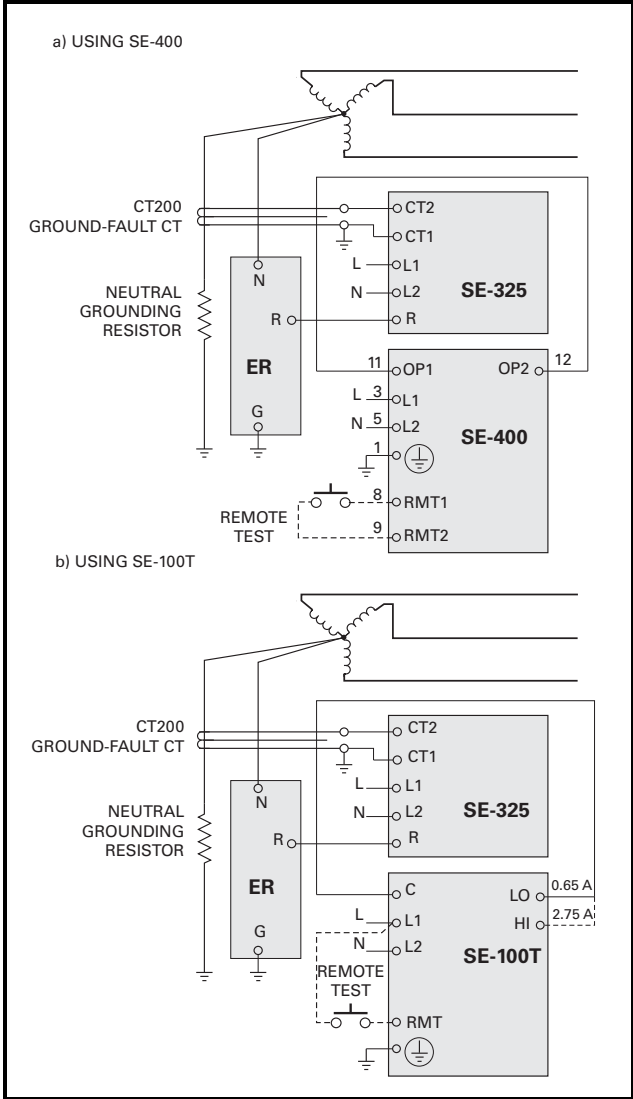 a) USING SE-400
CT200
GROUND-FAULT CT
NEUTRAL
GROUNDING
RESISTOR
N
R
ER
G
CT2
CT1
L L1
N L2
R
SE-325
11 OP1
OP2 12
L 3 L1
N 5 L2
1
SE-400
8 RMT1
9 RMT2
REMOTE
TEST
b) USING SE-100T
CT200
GROUND-FAULT CT
NEUTRAL
GROUNDING
RESISTOR
N
R
ER
G
CT2
CT1
L L1
N L2
R
SE-325
C
LO 0.65 A
HI 2.75 A
L L1
N L2
SE-100T
REMOTE
TEST
RMT